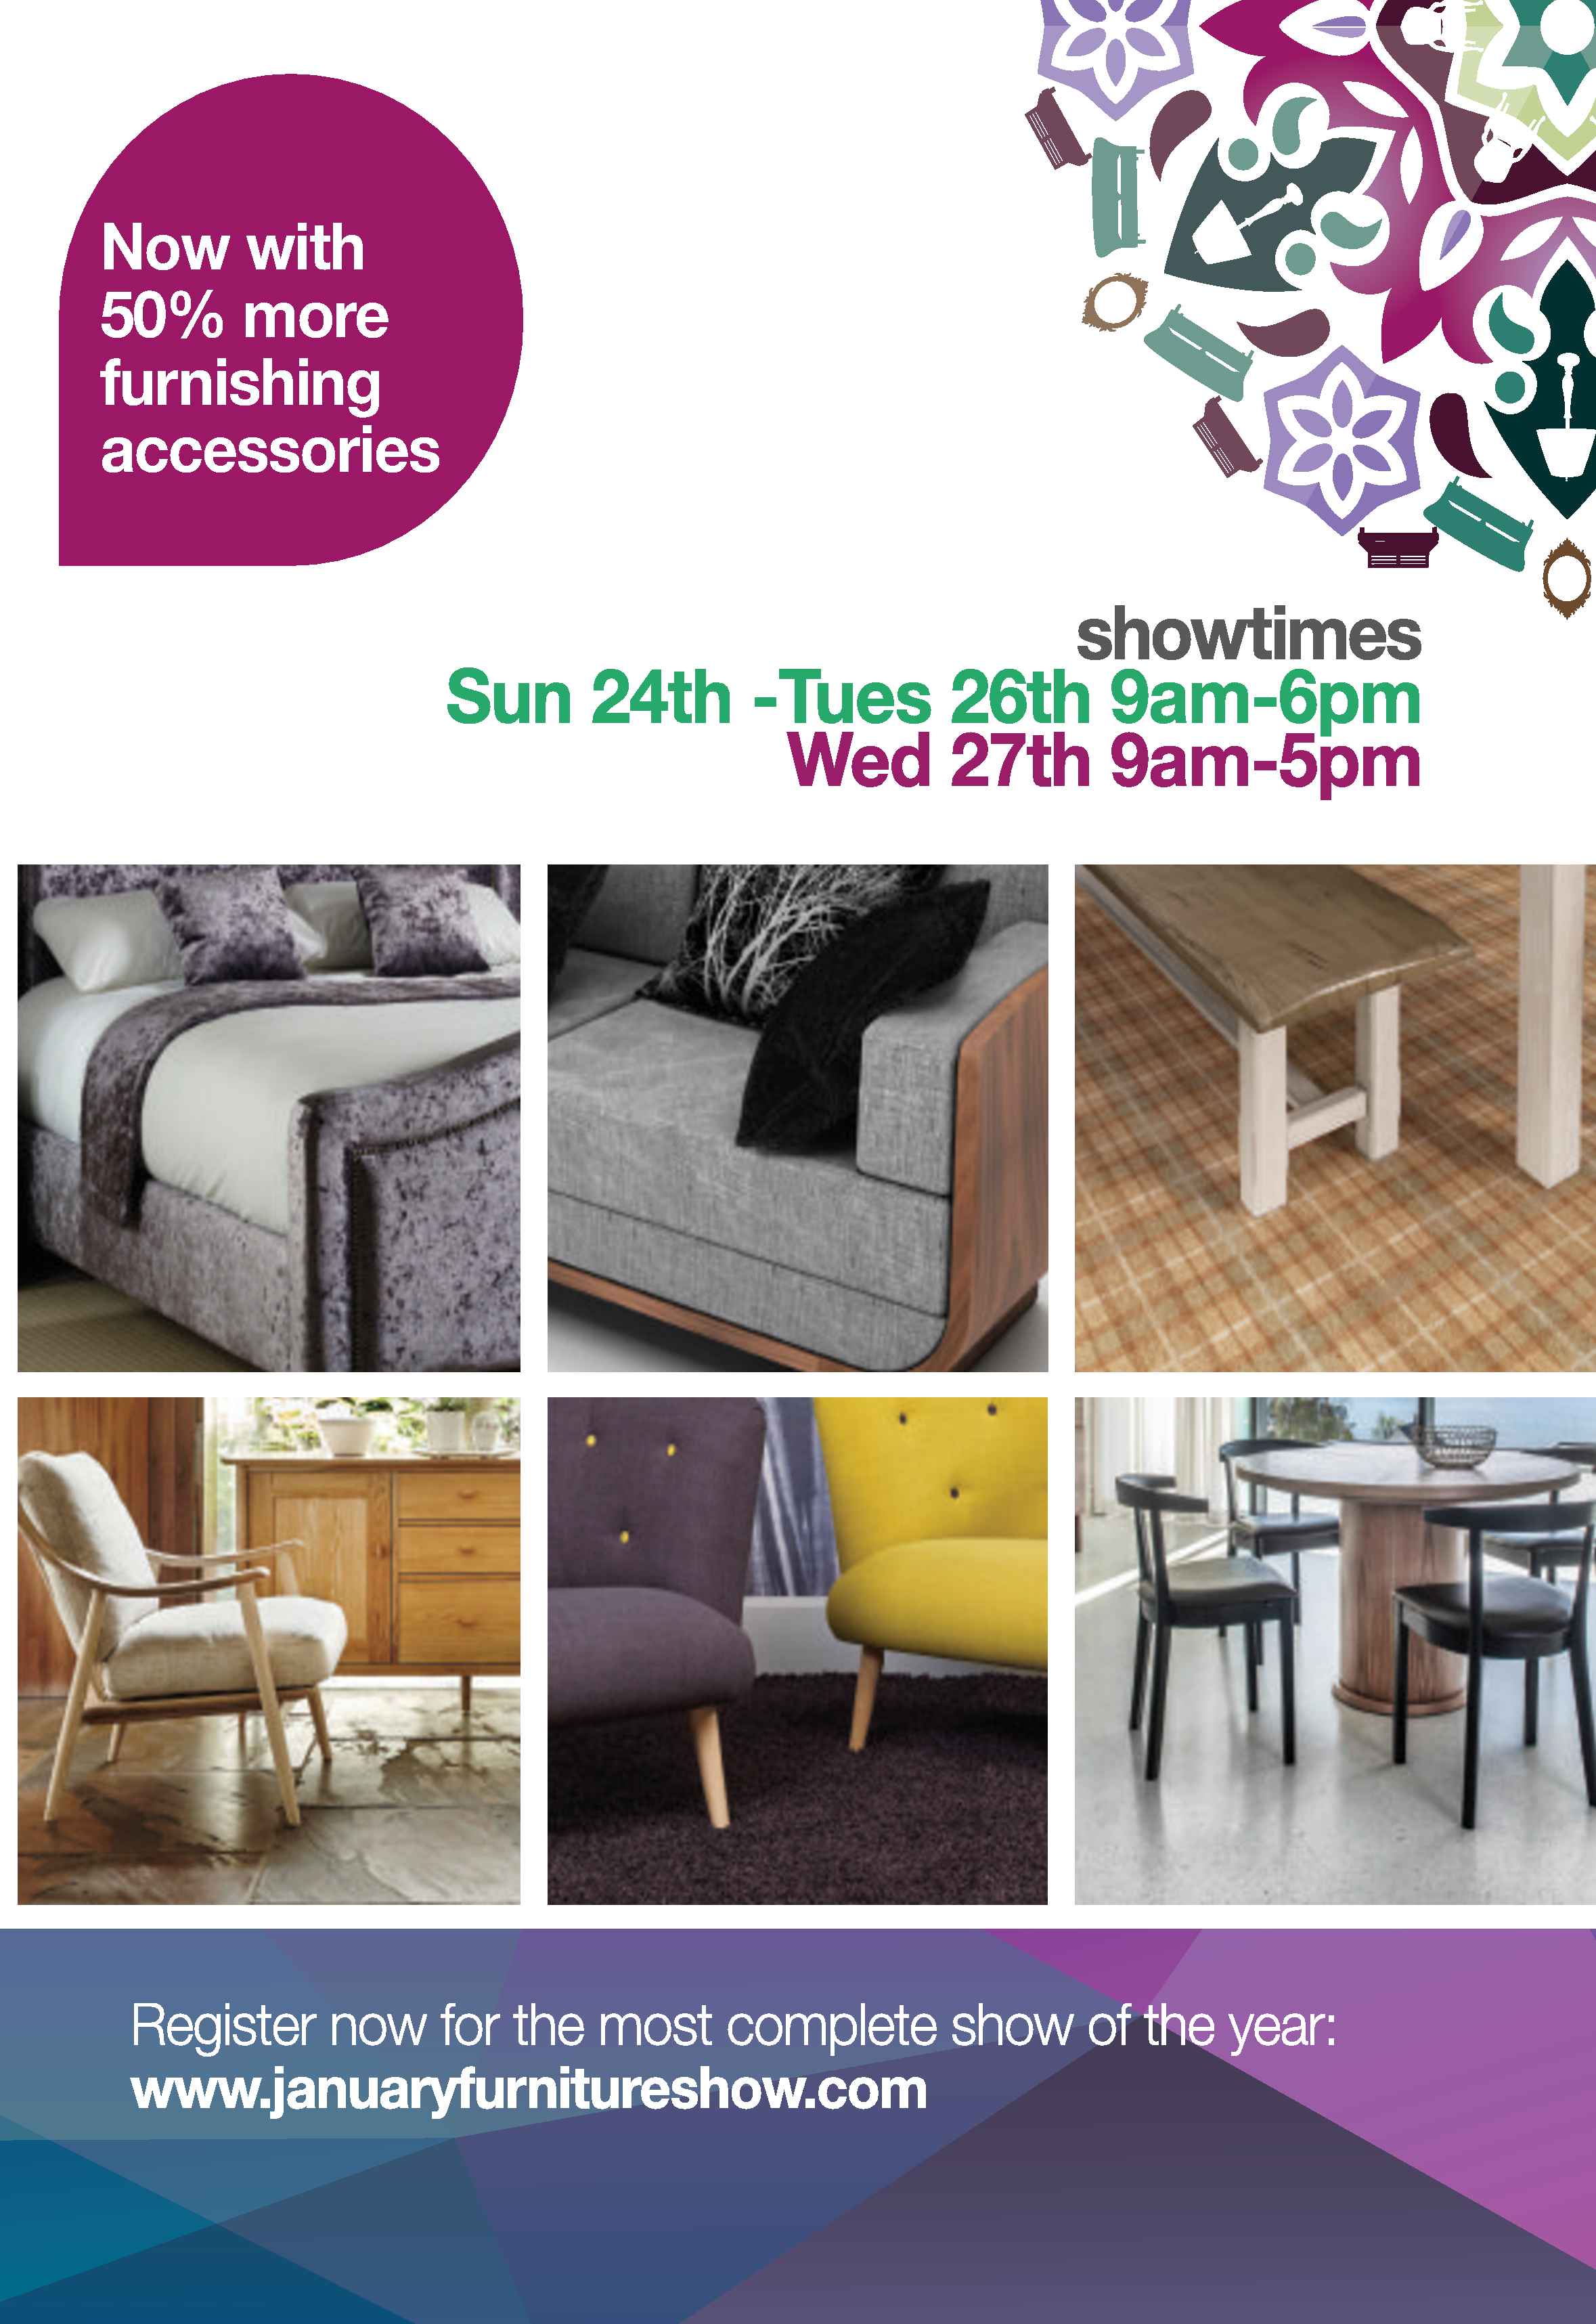 Now with
50% more
furnishing
accessories
showtimes
Sun 24th -Tues 26th 9am-6pm
Wed 27th 9am-5pm
Register now for the most complete show of the year:
www.januaryfurnitureshow.com